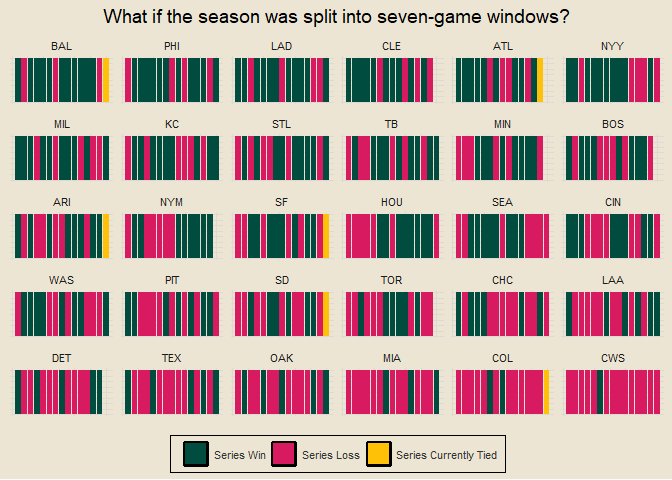 What if the season was split into seven-game windows?
BAL PHI LAD CLE ATL NYY
MIL KC STL TB MIN BOS
ARI NYM SF HOU SEA CIN
WAS PIT SD TOR CHC LAA
DET TEX OAK MIA COL CWS
Series Win Series Loss Series Currently Tied